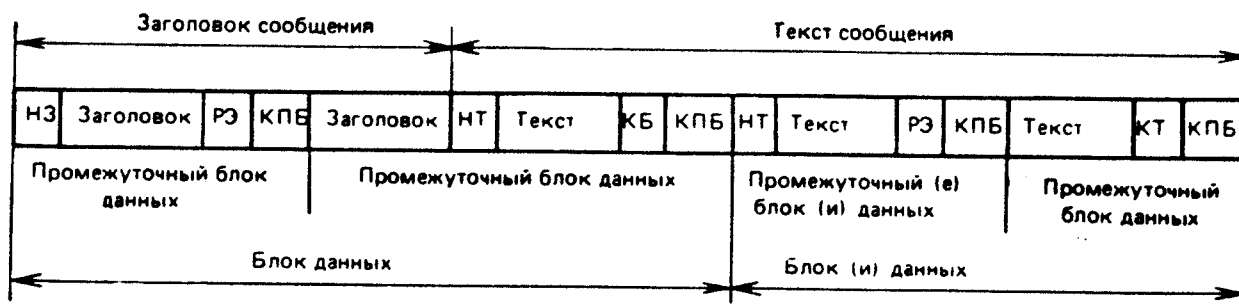 Заголовок сообщения
Текст сообщения
НЗ Заголовок РЭ КПБ Заголовок НТ Текст КБ КПБ НТ Текст РЭ КПБ Текст КТ КПБ
Промежуточный блок
данных
Промежуточный блок данных
Промежуточный (е)
блок (и) данных
Промежуточный
блок данных
Блок данных
Блок (и) данных